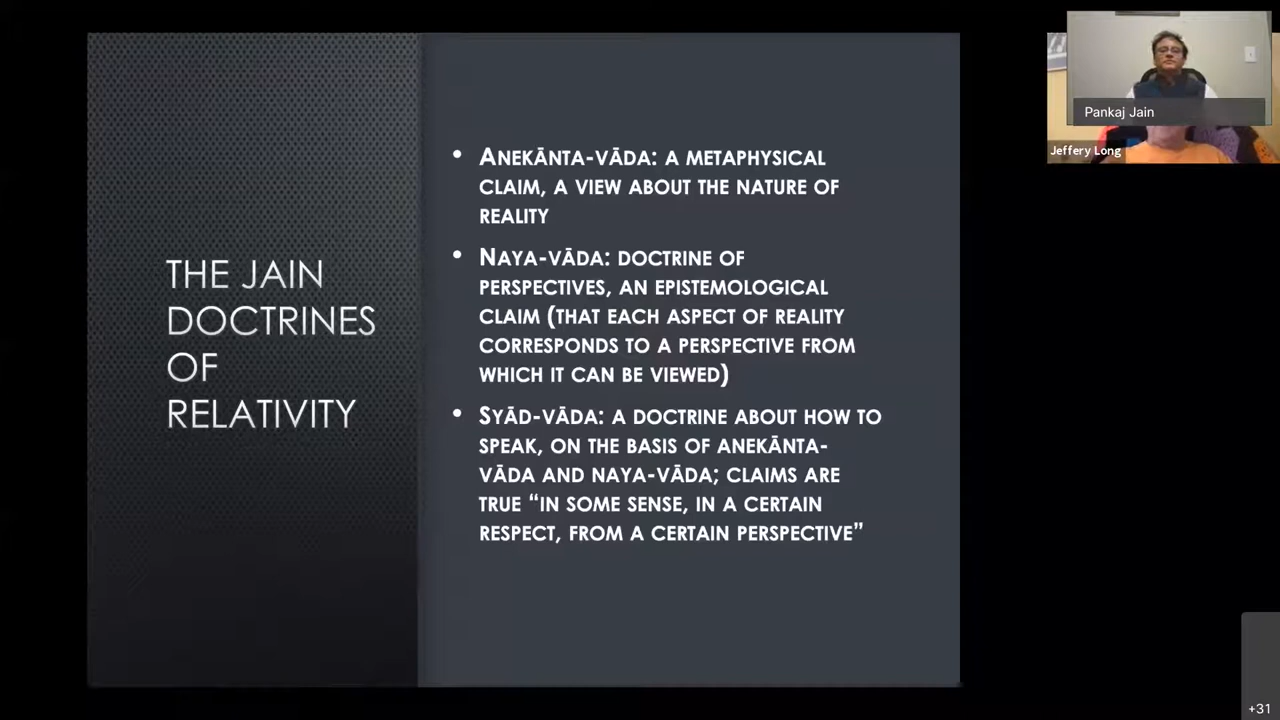 THE JAIN
DOCTRINES
OF
RELATIVITY
• ANEKĀNTA-VĀDA: A METAPHYSICAL
CLAIM, A VIEW ABOUT THE NATURE OF
REALITY
• NAYA-VĀDA: DOCTRINE OF
PERSPECTIVES, AN EPISTEMOLOGICAL
CLAIM (THAT EACH ASPECT OF REALITY
CORRESPONDS TO A PERSPECTIVE FROM
WHICH IT CAN BE VIEWED)
• SYĀD-VĀDA: A DOCTRINE ABOUT HOW TO
SPEAK, ON THE BASIS OF ANEKĀNTA-
VĀDA AND NAYA-VĀDA; CLAIMS ARE
TRUE “IN SOME SENSE, IN A CERTAIN
RESPECT, FROM A CERTAIN PERSPECTIVE”
Pankaj Jain
Jeffery Long
+31